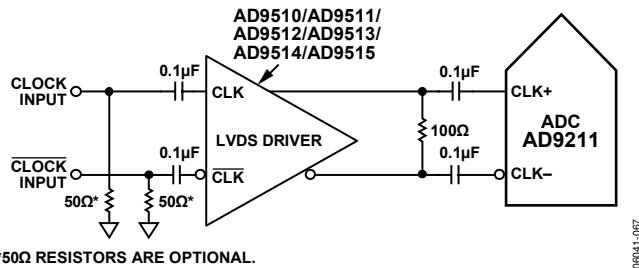 AD9510/AD9511/
AD9512/AD9513/
AD9514/AD9515
CLOCK
INPUT
0.1µF
CLK
0.1µF
CLK+
LVDS DRIVER
100Ω
ADC
AD9211
CLOCK
INPUT
0.1µF
CLK
0.1µF
CLK–
50Ω*
50Ω*
*50Ω RESISTORS ARE OPTIONAL.
06041-067